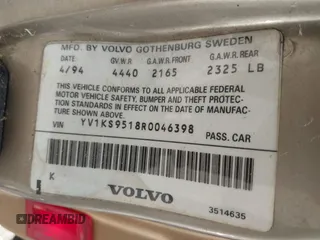 MFD. BY VOLVO GOTHENBURG SWEDEN
DATE: G.V.W.R G.A.W.R.FRONT G.A.W.R. REAR
4/94 4440 2165 2325 LB
THIS VEHICLE CONFORMS TO ALL APPLICABLE FEDERAL
MOTOR VEHICLE SAFETY, BUMPER AND THEFT PROTEC-
TION STANDARDS IN EFFECT ON THE DATE OF MANUFAC-
TURE SHOWN ABOVE.
VIN YV1KS9518R0046398 PASS. CAR
K
VOLVO
3514635
DREAMBID